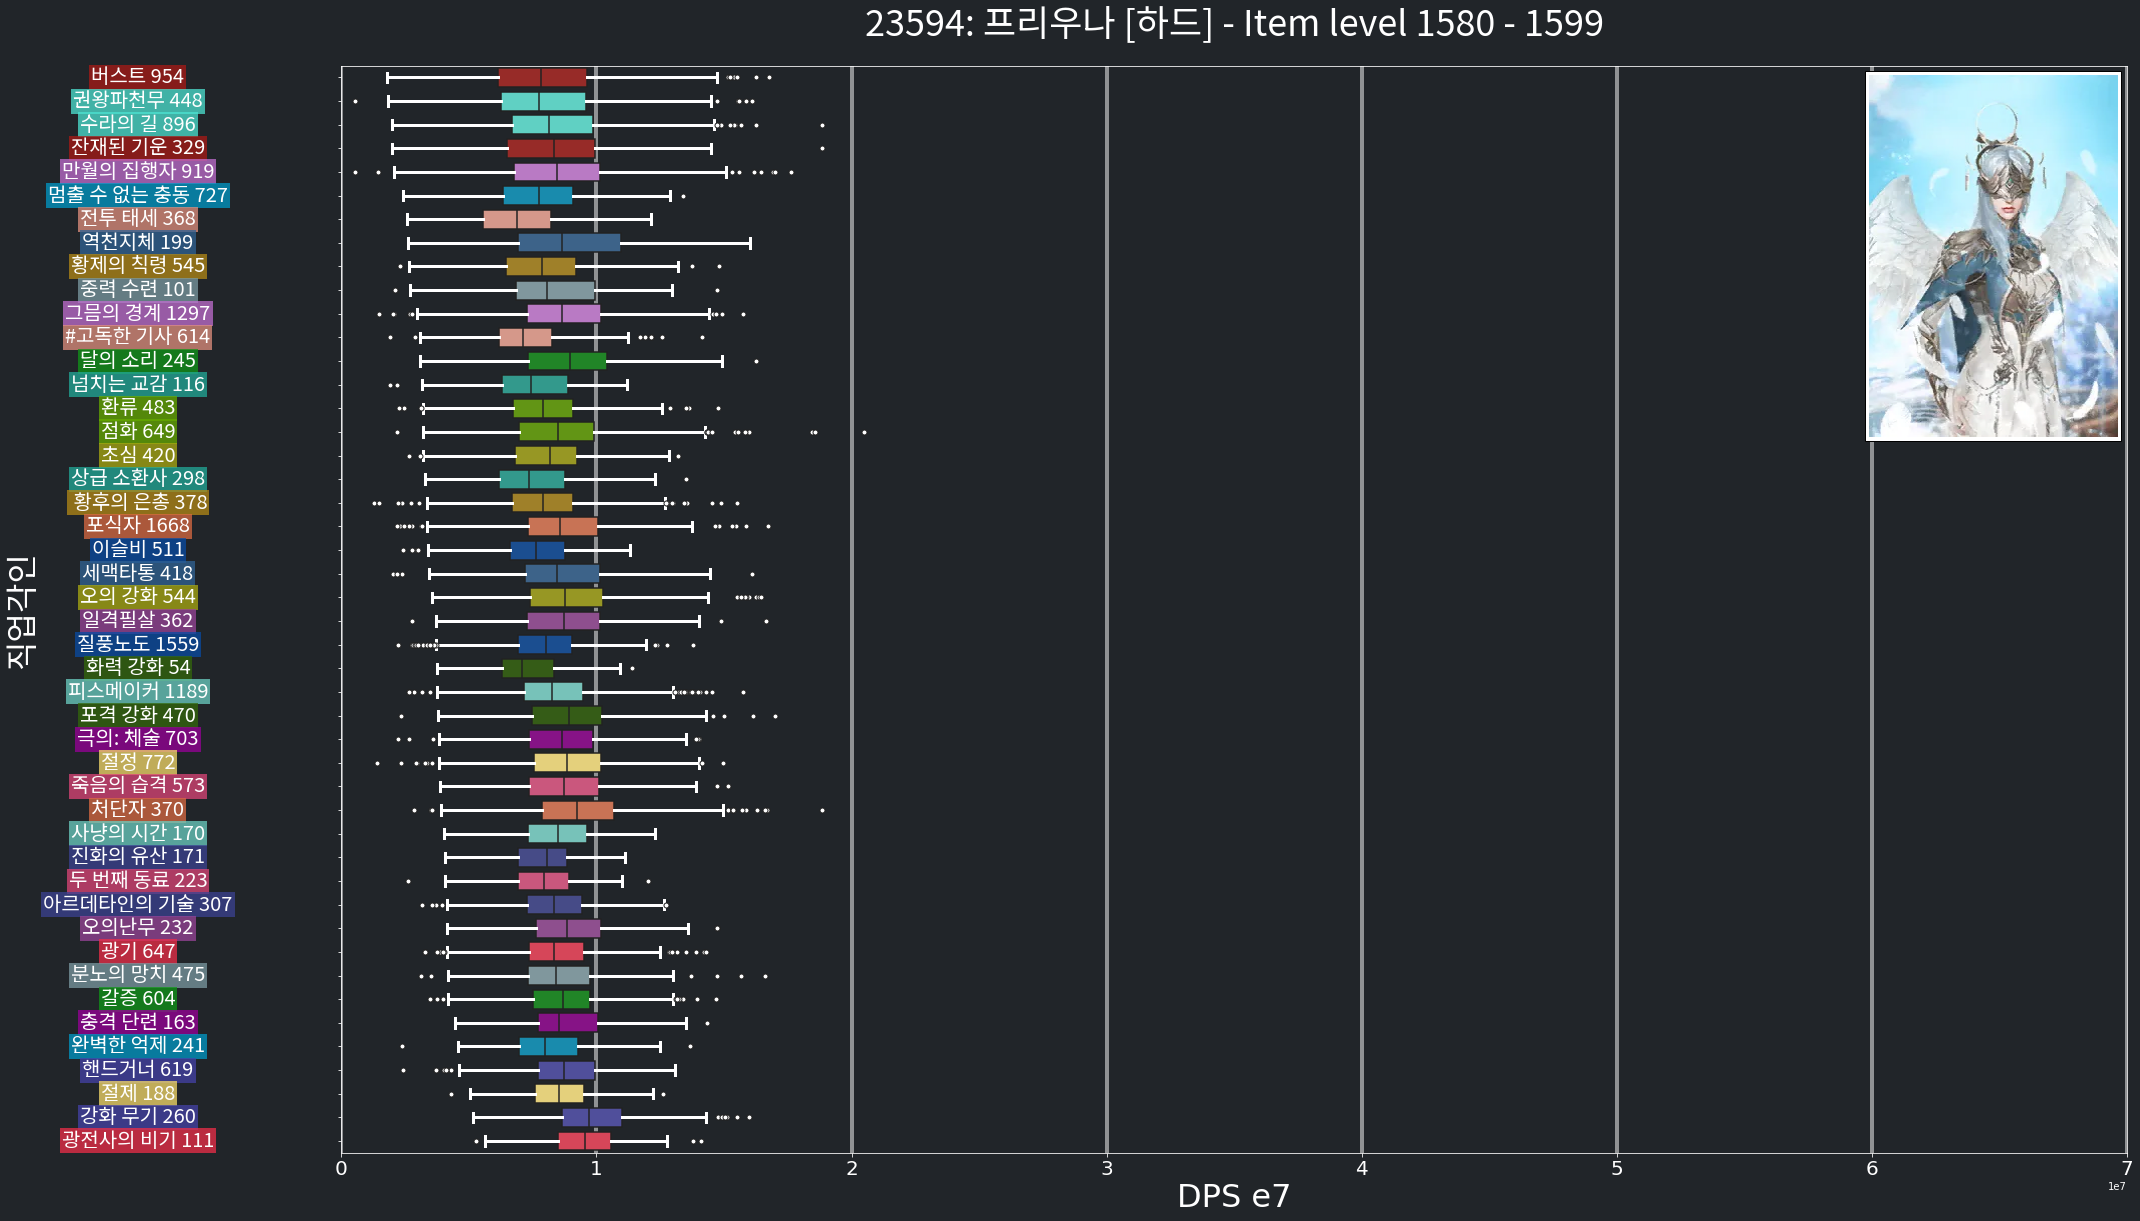 23594: 프리우나 [하드] - Item level 1580 - 1599
버스트 954
권왕파천무 448
수라의 길 896
잔재된 기운 329
만월의 집행자 919
멈출 수 없는 충동 727
전투 태세 368
역천지체 199
황제의 칙령 545
중력 수련 101
그믐의 경계 1297
#고독한 기사 614
달의 소리 245
넘치는 교감 116
환류 483
점화 649
초심 420
상급 소환사 298
황후의 은총 378
포식자 1668
이슬비 511
세맥타통 418
오의 강화 544
일격필살 362
질풍노도 1559
화력 강화 54
피스메이커 1189
포격 강화 470
극의: 체술 703
절정 772
죽음의 습격 573
처단자 370
사냥의 시간 170
진화의 유산 171
두 번째 동료 223
아르데타인의 기술 307
오의난무 232
광기 647
분노의 망치 475
갈증 604
충격 단련 163
완벽한 억제 241
핸드거너 619
절제 188
강화 무기 260
광전사의 비기 111
직업각인
0 1 2 3 4 5 6 7
1e7
DPS e7